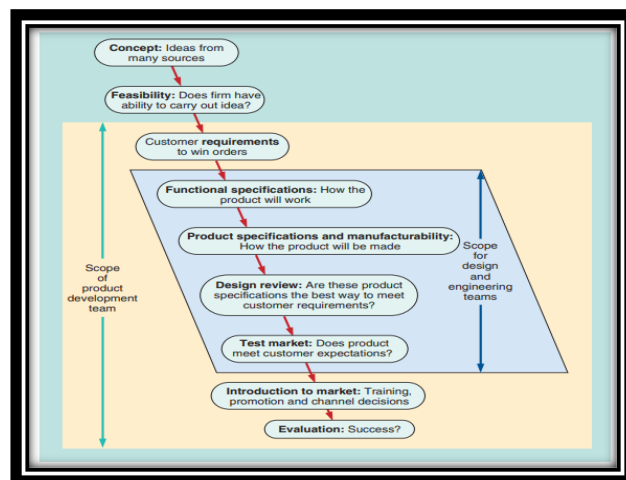 Concept: Ideas from
many sources
Feasibility: Does firm have
ability to carry out idea?
Customer requirements
to win orders
Functional specifications: How the
product will work
Product specifications and manufacturability:
How the product will be made
Scope
for
design
and
engineering
teams
Scope
of
product
development
team
Design review: Are these product
specifications the best way to meet
customer requirements?
Test market: Does product
meet customer expectations?
Introduction to market: Training,
promotion and channel decisions
Evaluation: Success?